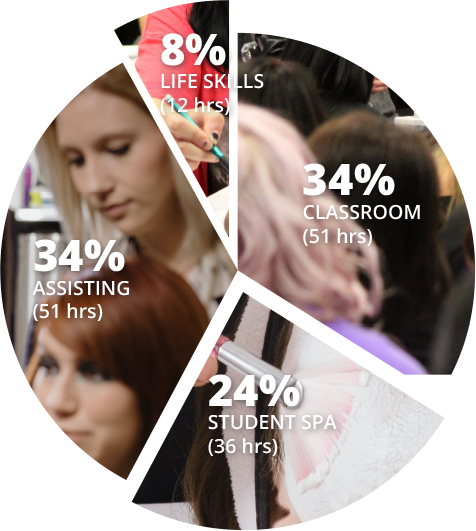 8%
LIFE SKILLS
(12 hrs)
34%
CLASSROOM
(51 hrs)
34%
ASSISTING
(51 hrs)
24%
STUDENT SPA
(36 hrs)